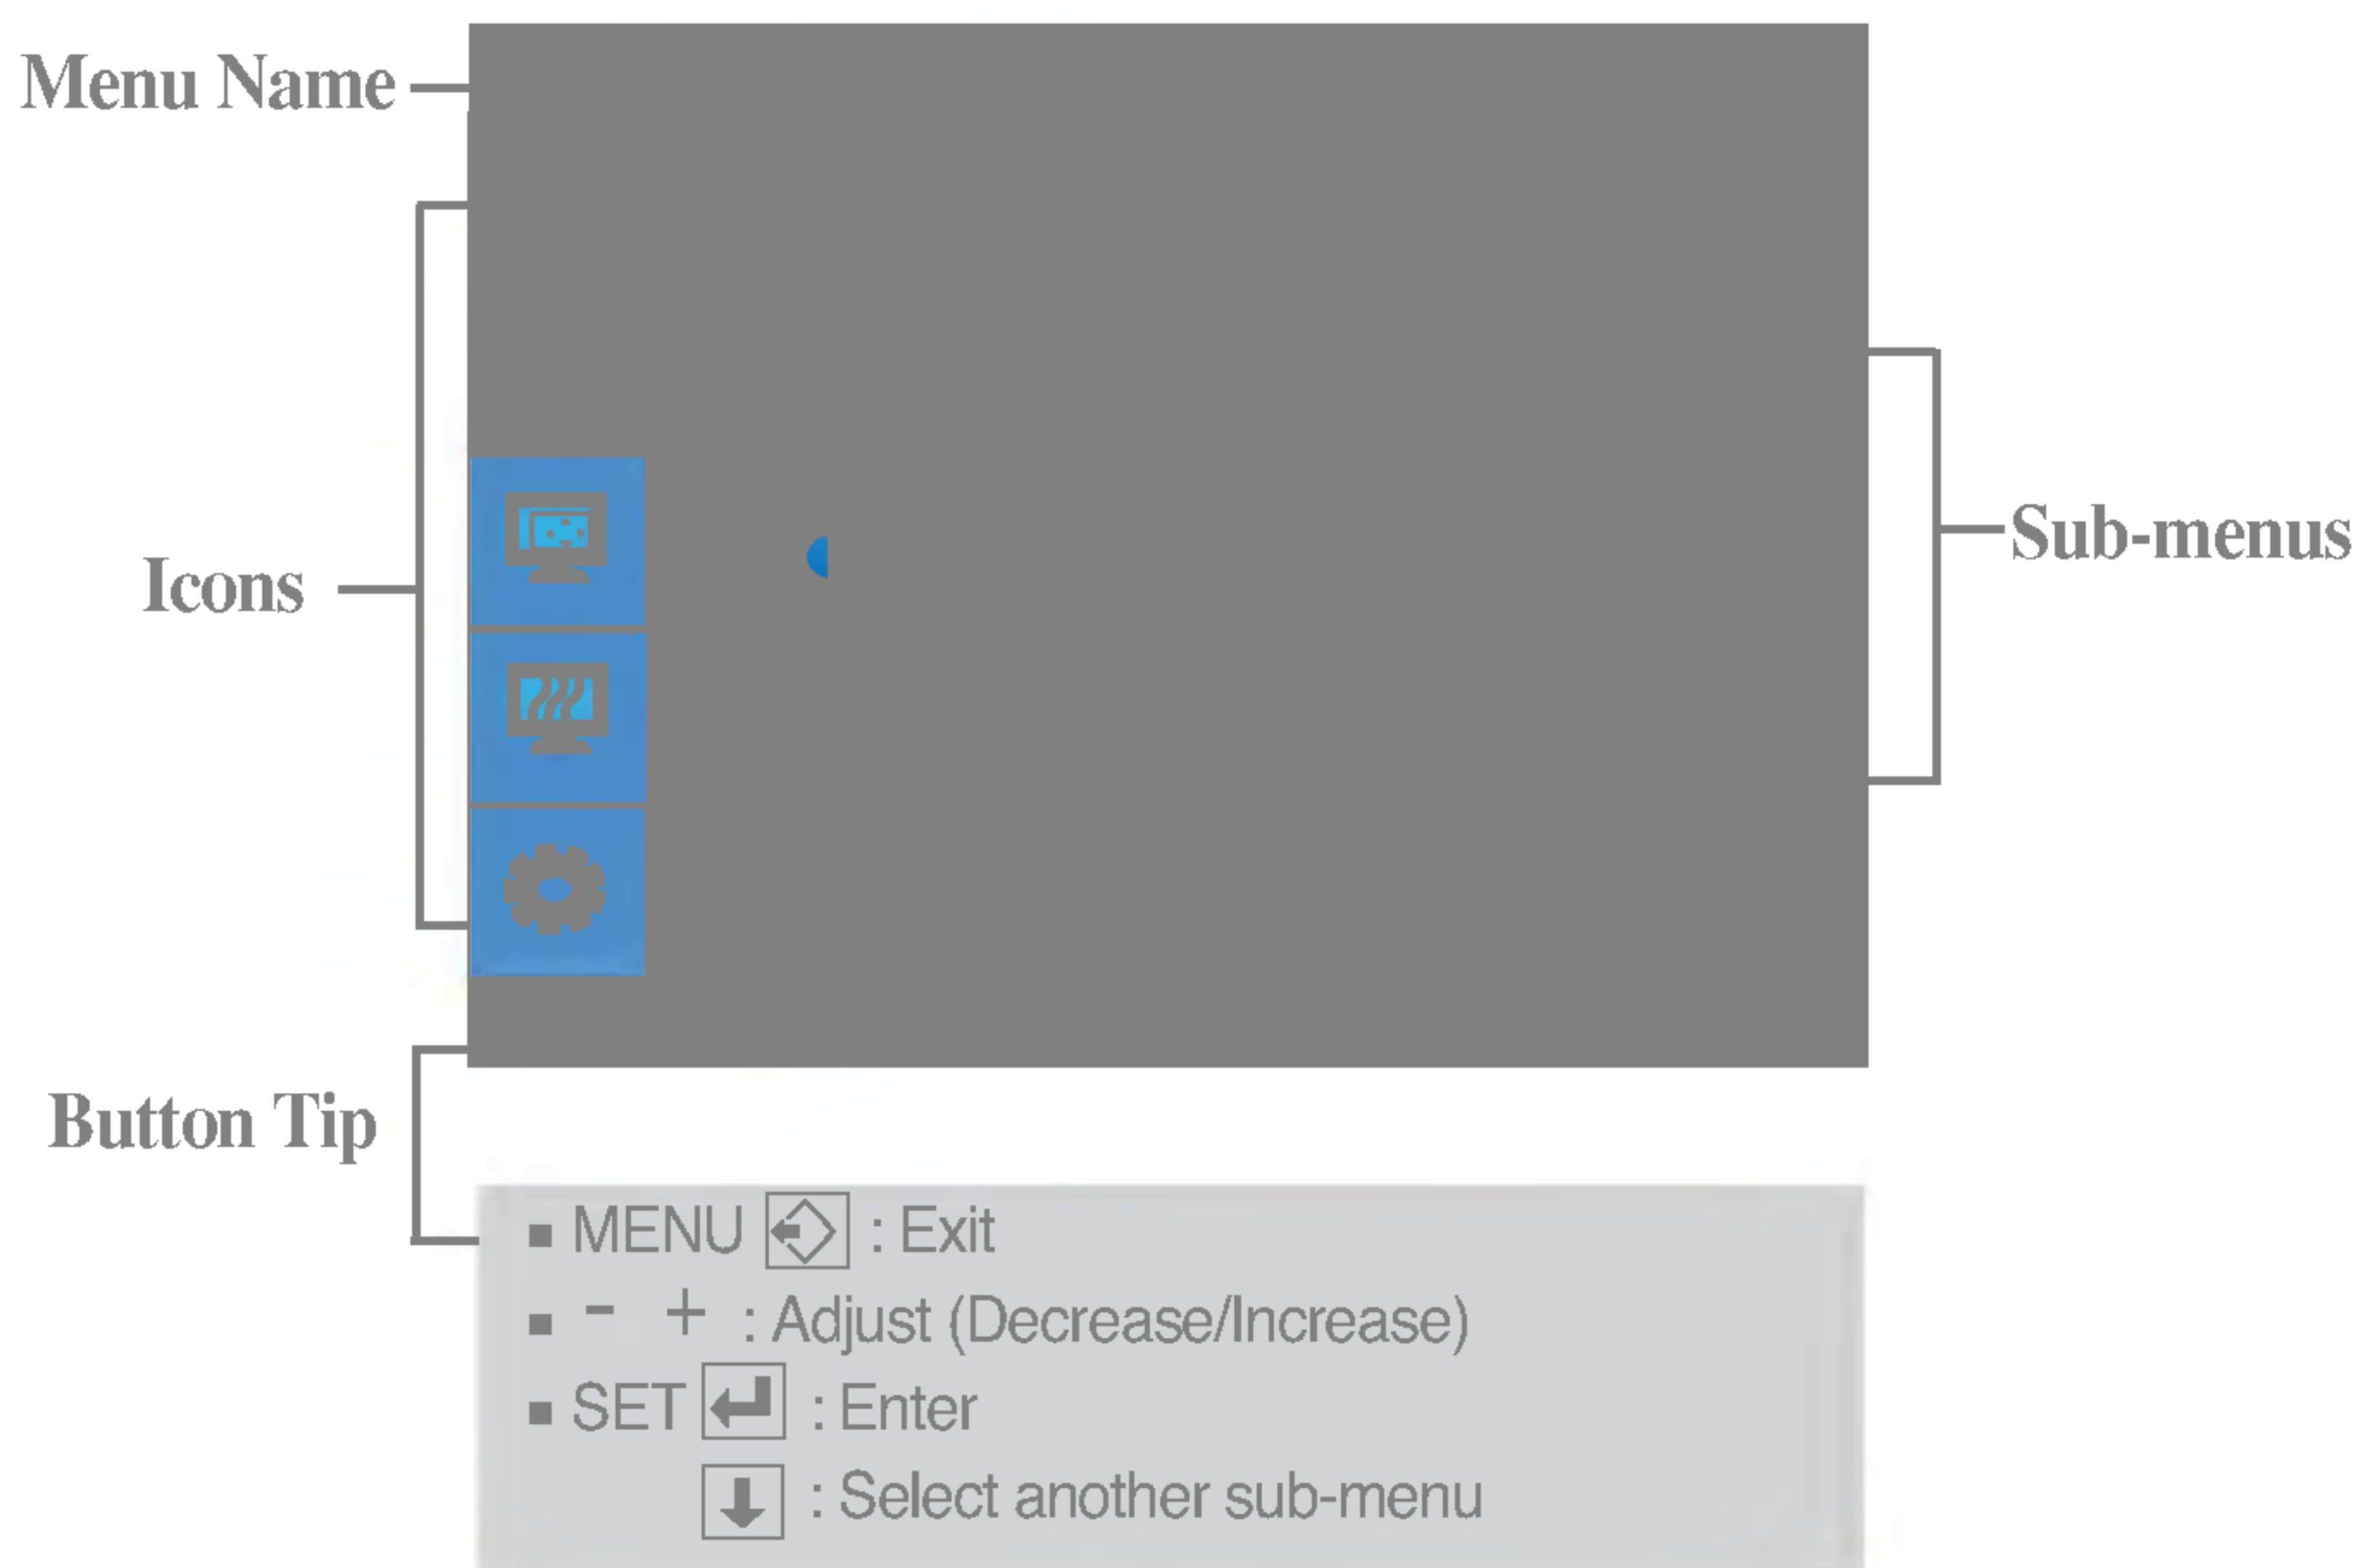 Menu Name
Icons
Sub-menus
Button Tip
■ MENU : Exit
■ - + : Adjust (Decrease/Increase)
■ SET : Enter
: Select another sub-menu